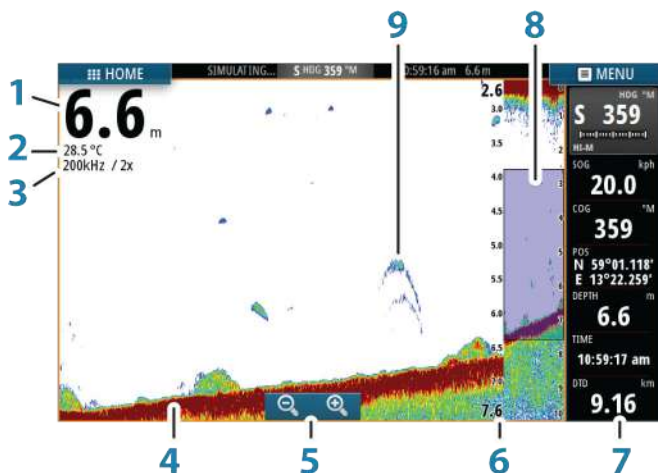 9
8
HOME
SIMULATING...
S HDG 359 °M
10:59:16 am 6.6 m
MENU
1
6.6 m
2
28.5 °C
3
200kHz / 2x
2.6
3.5
4.0
4.5
5.0
5.5
6.0
6.5
7.0
7.6
HDG °M
S 359
HI-M
SOG kph
20.0
COG °M
359
POS
N 59°01.118'
E 13°22.259'
DEPTH m
6.6
TIME
10:59:17 am
DTD km
9.16
4
5
6
7